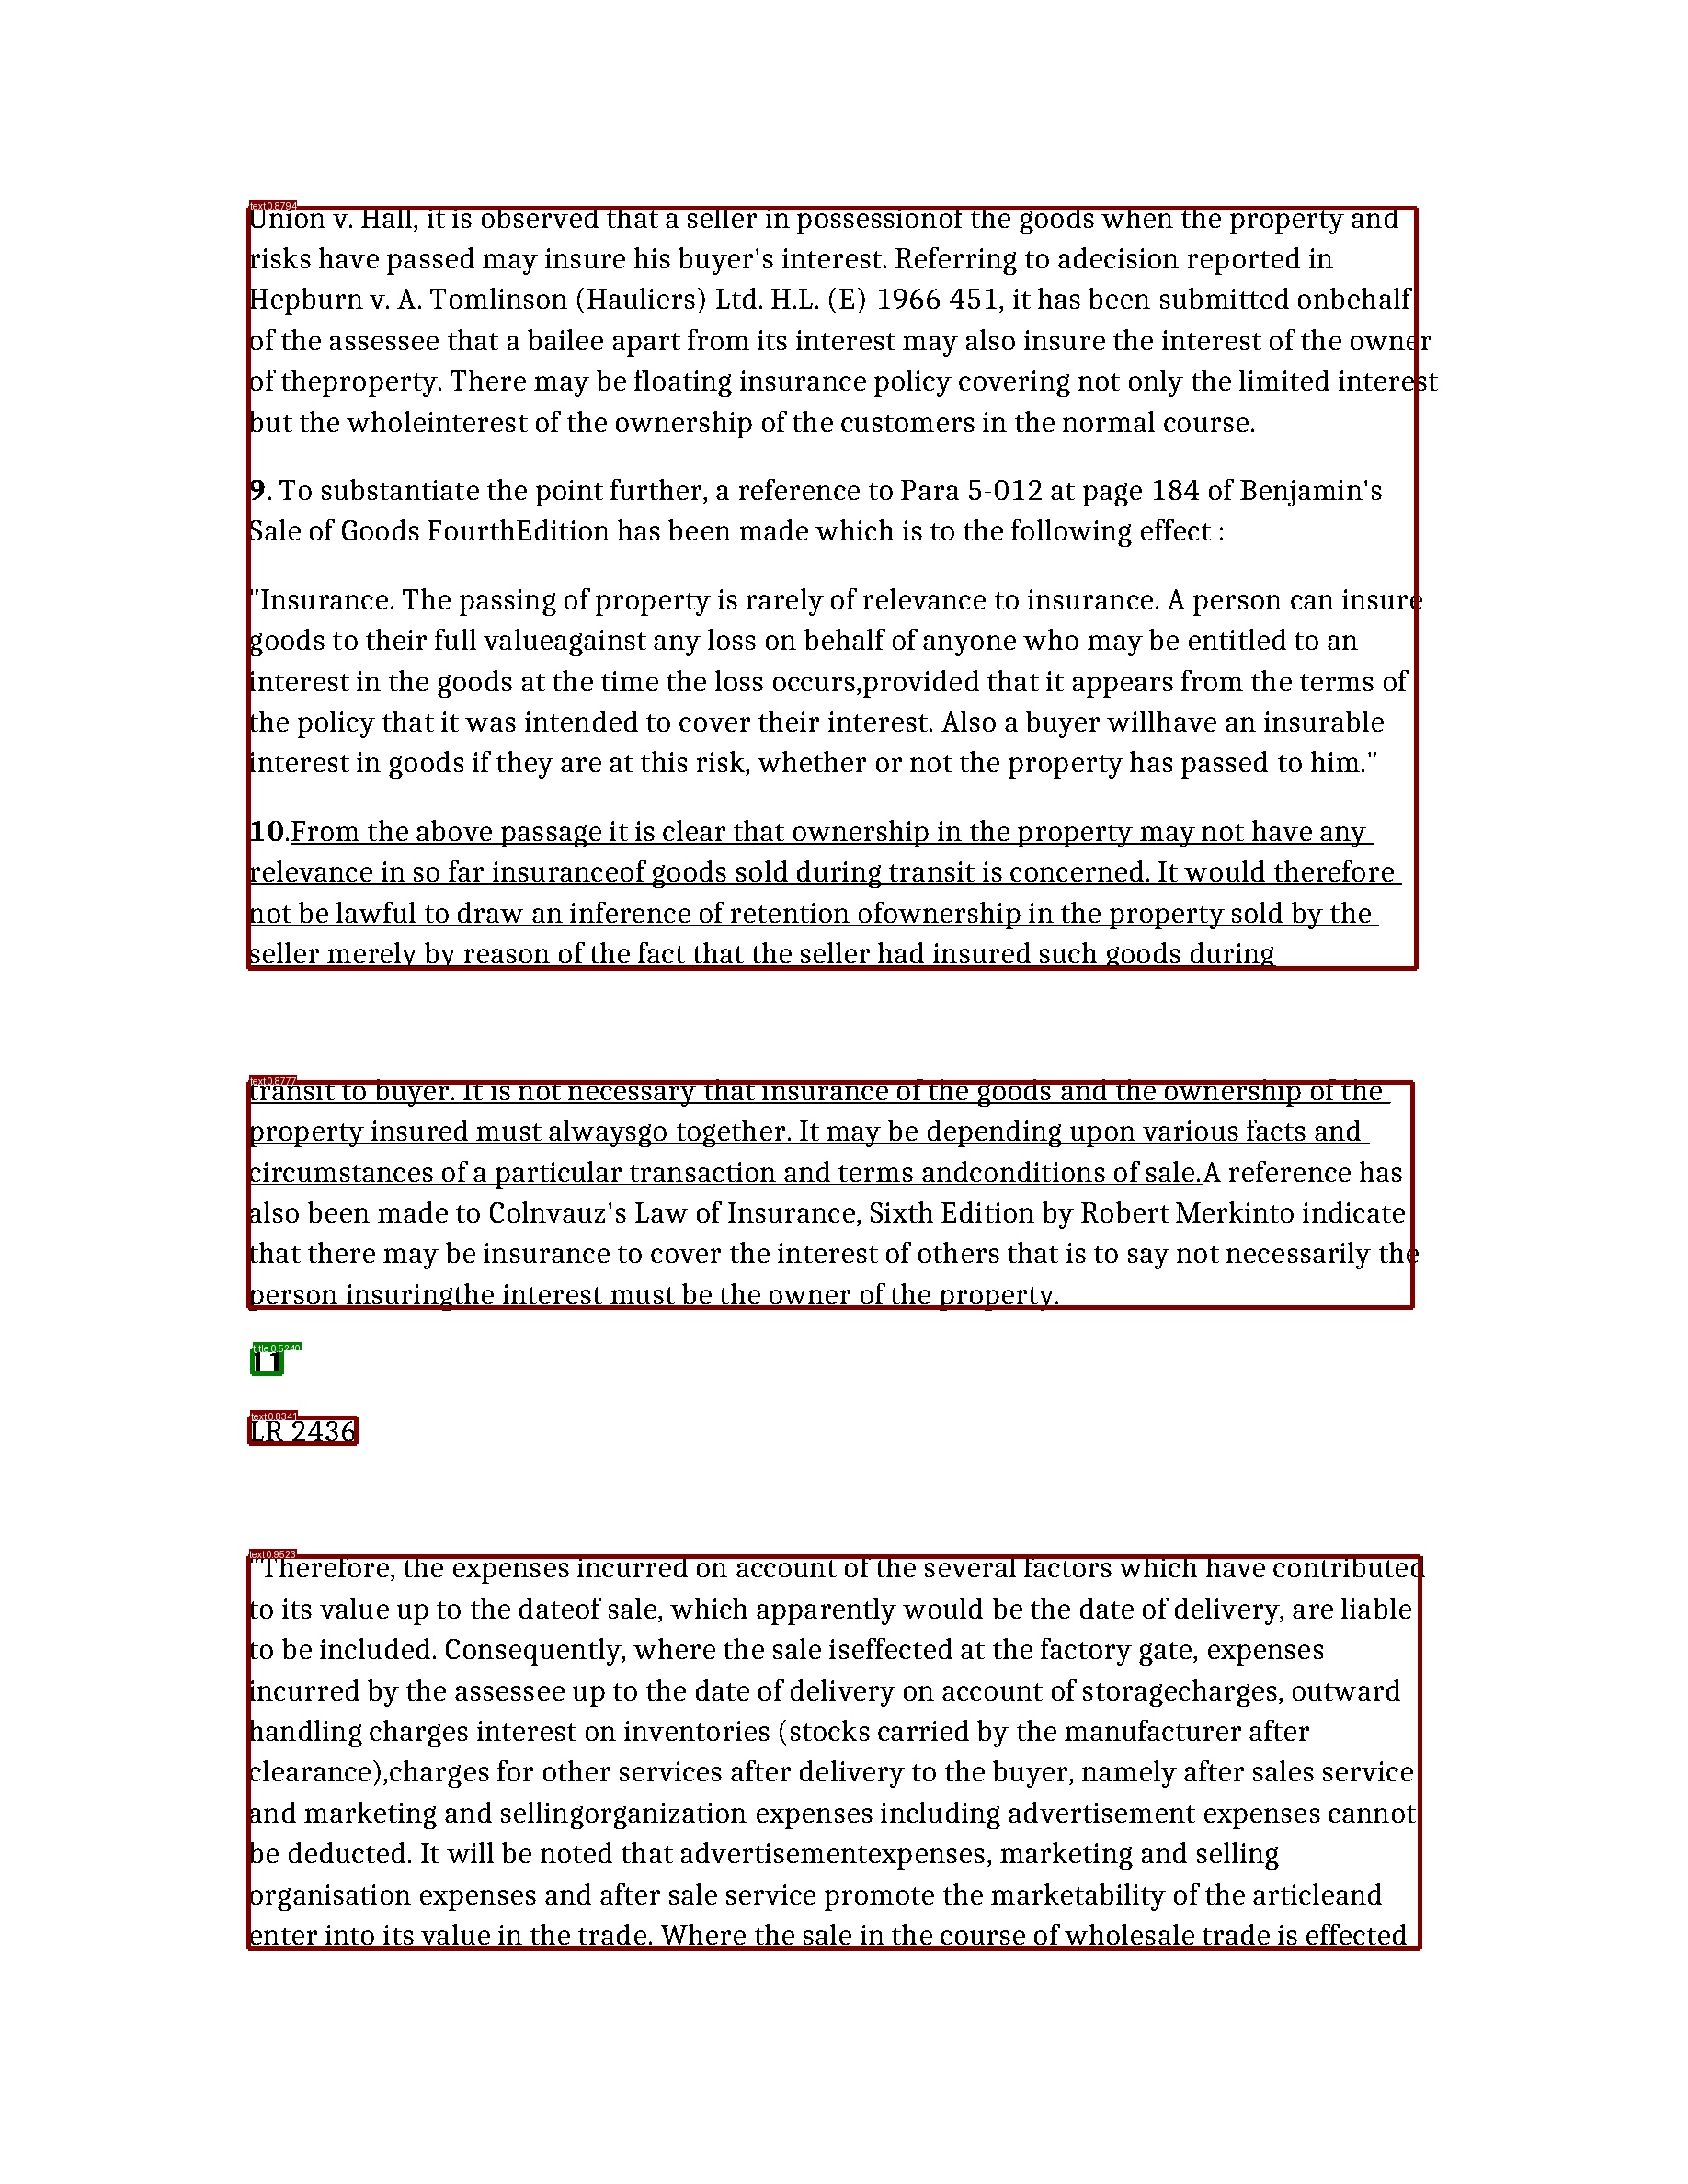 text 0.8794
Union v. Hall, it is observed that a seller in possessionof the goods when the property and
risks have passed may insure his buyer's interest. Referring to adecision reported in
Hepburn v. A. Tomlinson (Hauliers) Ltd. H.L. (E) 1966 451, it has been submitted onbehalf
of the assessee that a bailee apart from its interest may also insure the interest of the owner
of theproperty. There may be floating insurance policy covering not only the limited interest
but the wholeinterest of the ownership of the customers in the normal course.
9. To substantiate the point further, a reference to Para 5-012 at page 184 of Benjamin's
Sale of Goods FourthEdition has been made which is to the following effect :
"Insurance. The passing of property is rarely of relevance to insurance. A person can insure
goods to their full valueagainst any loss on behalf of anyone who may be entitled to an
interest in the goods at the time the loss occurs,provided that it appears from the terms of
the policy that it was intended to cover their interest. Also a buyer willhave an insurable
interest in goods if they are at this risk, whether or not the property has passed to him."
10.From the above passage it is clear that ownership in the property may not have any
relevance in so far insuranceof goods sold during transit is concerned. It would therefore
not be lawful to draw an inference of retention ofownership in the property sold by the
seller merely by reason of the fact that the seller had insured such goods during
text 0.8777
transit to buyer. It is not necessary that insurance of the goods and the ownership of the
property insured must alwaysgo together. It may be depending upon various facts and
circumstances of a particular transaction and terms andconditions of sale.A reference has
also been made to Colnvauz's Law of Insurance, Sixth Edition by Robert Merkinto indicate
that there may be insurance to cover the interest of others that is to say not necessarily the
person insuringthe interest must be the owner of the property.
title 0.5240
11
text 0.8341
LR 2436
text 0.9523
"Therefore, the expenses incurred on account of the several factors which have contributed
to its value up to the dateof sale, which apparently would be the date of delivery, are liable
to be included. Consequently, where the sale iseffected at the factory gate, expenses
incurred by the assessee up to the date of delivery on account of storagecharges, outward
handling charges interest on inventories (stocks carried by the manufacturer after
clearance),charges for other services after delivery to the buyer, namely after sales service
and marketing and sellingorganization expenses including advertisement expenses cannot
be deducted. It will be noted that advertisementexpenses, marketing and selling
organisation expenses and after sale service promote the marketability of the articleand
enter into its value in the trade. Where the sale in the course of wholesale trade is effected